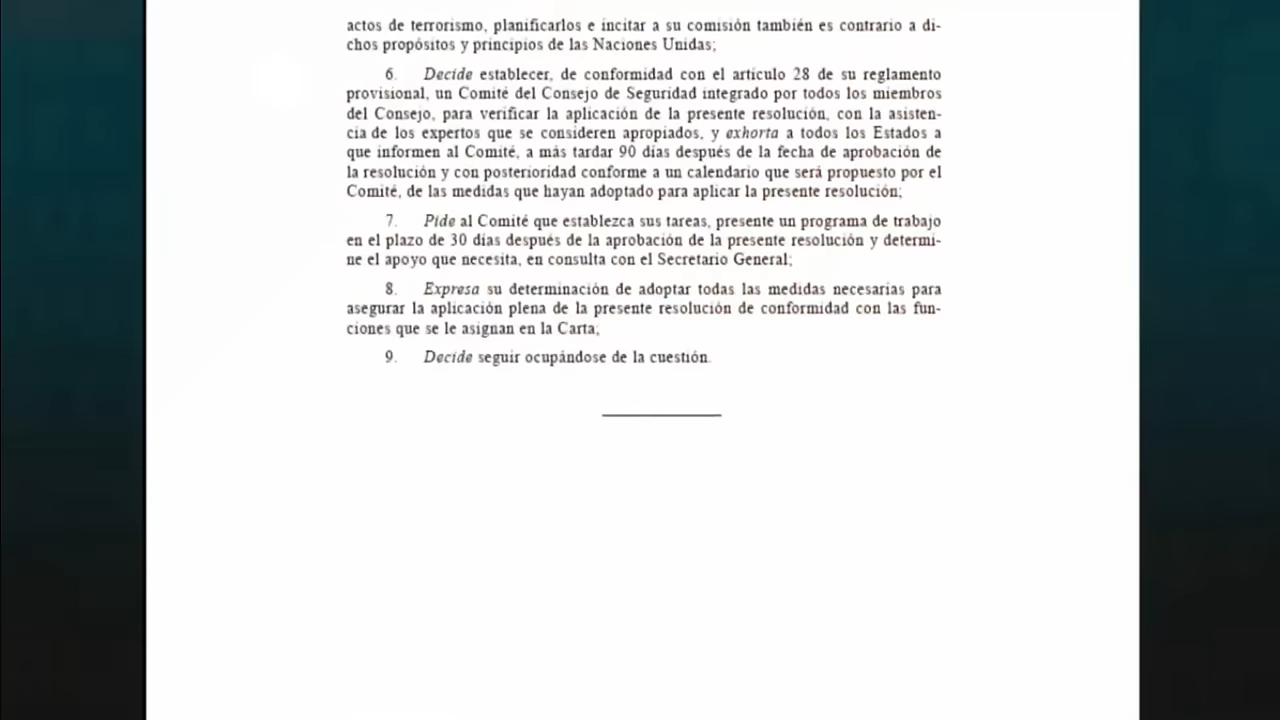 actos de terrorismo, planificarlos e incitar a su comisión también es contrario a di-
chos propósitos y principios de las Naciones Unidas;
6. Decide establecer, de conformidad con el artículo 28 de su reglamento
provisional, un Comité del Consejo de Seguridad integrado por todos los miembros
del Consejo, para verificar la aplicación de la presente resolución, con la asisten-
cia de los expertos que se consideren apropiados, y exhorta a todos los Estados a
que informen al Comité, a más tardar 90 días después de la fecha de aprobación de
la resolución y con posterioridad conforme a un calendario que será propuesto por el
Comité, de las medidas que hayan adoptado para aplicar la presente resolución;
7. Pide al Comité que establezca sus tareas, presente un programa de trabajo
en el plazo de 30 días después de la aprobación de la presente resolución y determi-
ne el apoyo que necesita, en consulta con el Secretario General;
8. Expresa su determinación de adoptar todas las medidas necesarias para
asegurar la aplicación plena de la presente resolución de conformidad con las fun-
ciones que se le asignan en la Carta;
9. Decide seguir ocupándose de la cuestión.